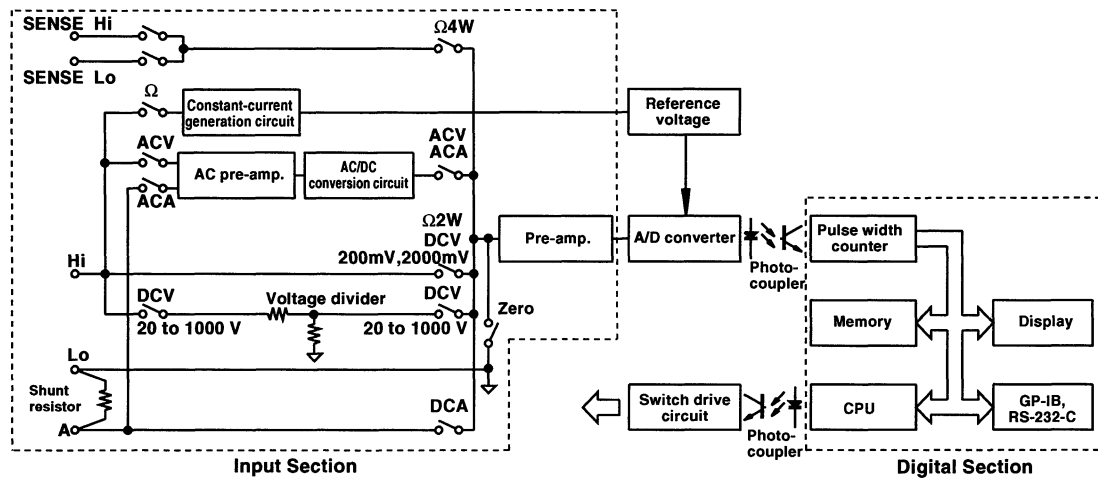 SENSE Hi
SENSE Lo
Ω4W
Ω
Constant-current
generation circuit
Reference
voltage
ACV
ACA
AC pre-amp.
AC/DC
conversion circuit
ACV
ACA
Ω2W
DCV
200mV,2000mV
Hi
Pre-amp.
A/D converter
Photo-
coupler
Pulse width
counter
DCV
20 to 1000 V
Voltage divider
DCV
20 to 1000 V
Zero
Memory
Display
Lo
Shunt
resistor
A
DCA
Switch drive
circuit
Photo-
coupler
CPU
GP-IB,
RS-232-C
Input Section
Digital Section